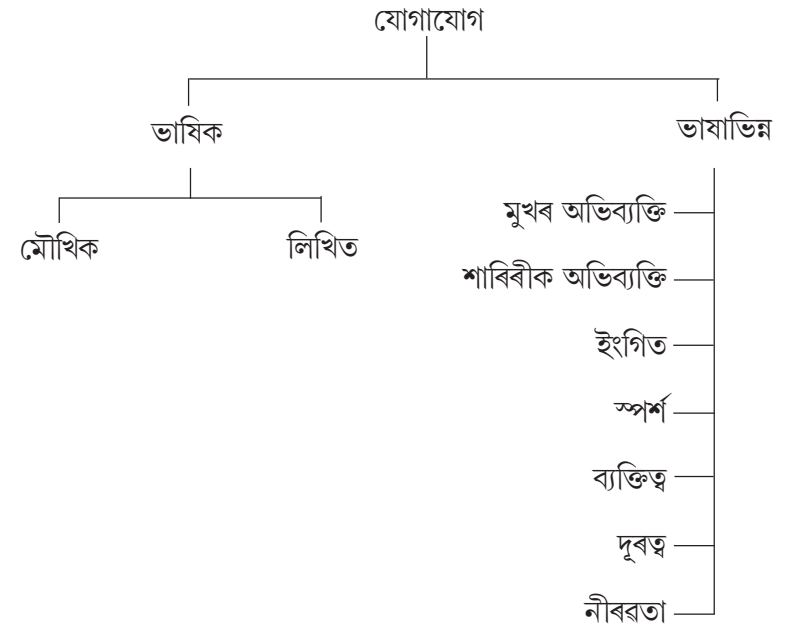 যোগাযোগ
ভাষিক
ভাষাভিন্ন
মৌখিক
লিখিত
মুখৰ অভিব্যক্তি
শাৰিৰীক অভিব্যক্তি
ইংগিত
স্পৰ্শ
ব্যক্তিত্ব
দূৰত্ব
নীৰৱতা